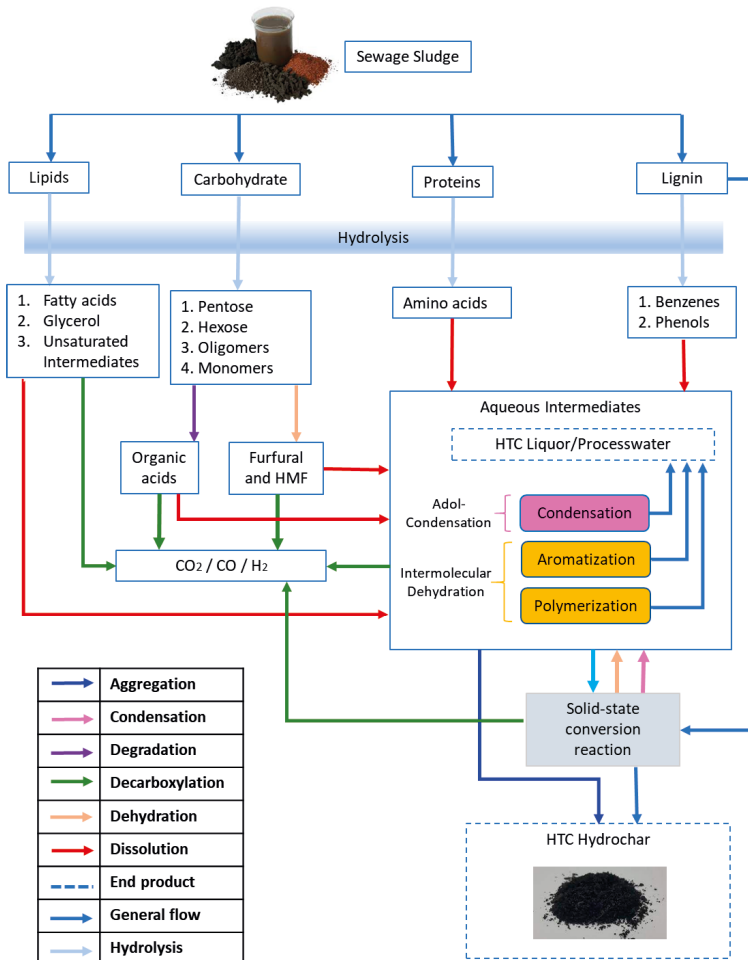 Sewage Sludge
Lipids
Carbohydrate
Proteins
Lignin
Hydrolysis
1. Fatty acids
2. Glycerol
3. Unsaturated
Intermediates
1. Pentose
2. Hexose
3. Oligomers
4. Monomers
Amino acids
1. Benzenes
2. Phenols
Organic
acids
Furfural
and HMF
Aqueous Intermediates
HTC Liquor/Processwater
Adol-
Condensation
Condensation
Intermolecular
Dehydration
Aromatization
Polymerization
CO2 / CO / H2
Solid-state
conversion
reaction
HTC Hydrochar
Aggregation
Condensation
Degradation
Decarboxylation
Dehydration
Dissolution
End product
General flow
Hydrolysis